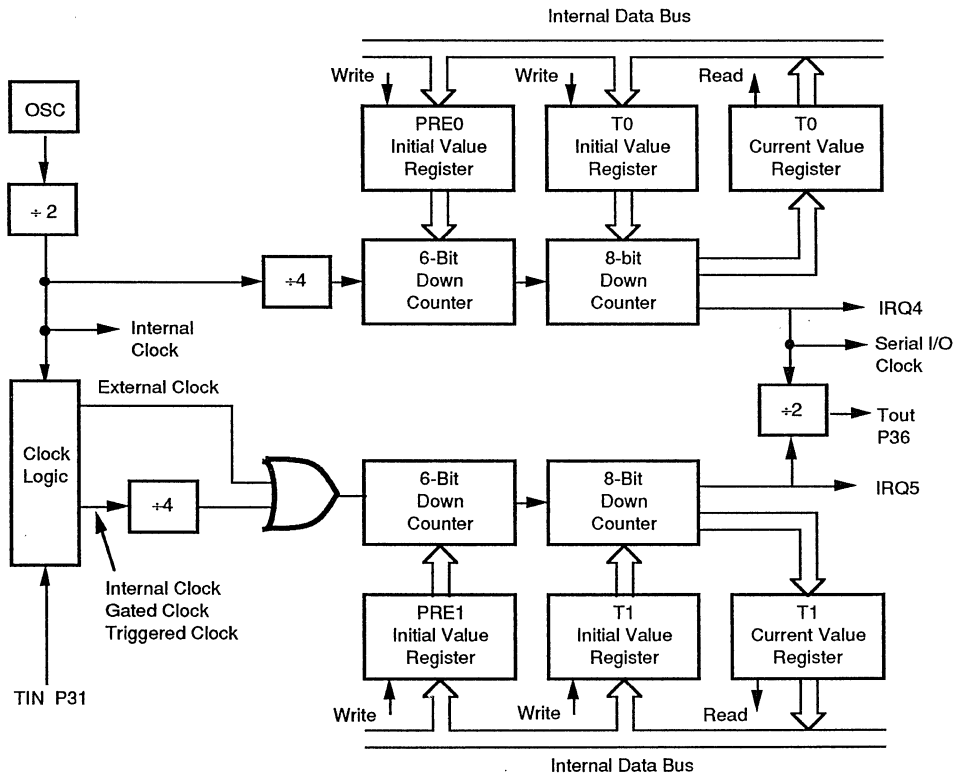 Internal Data Bus
Write
Write
Read
OSC
PRE0
Initial Value
Register
T0
Initial Value
Register
T0
Current Value
Register
÷ 2
÷4
6-Bit
Down
Counter
8-bit
Down
Counter
IRQ4
Internal
Clock
Serial I/O
Clock
External Clock
÷2
Tout
P36
Clock
Logic
÷4
6-Bit
Down
Counter
8-Bit
Down
Counter
IRQ5
Internal Clock
Gated Clock
Triggered Clock
PRE1
Initial Value
Register
T1
Initial Value
Register
T1
Current Value
Register
TIN P31
Write
Write
Read
Internal Data Bus